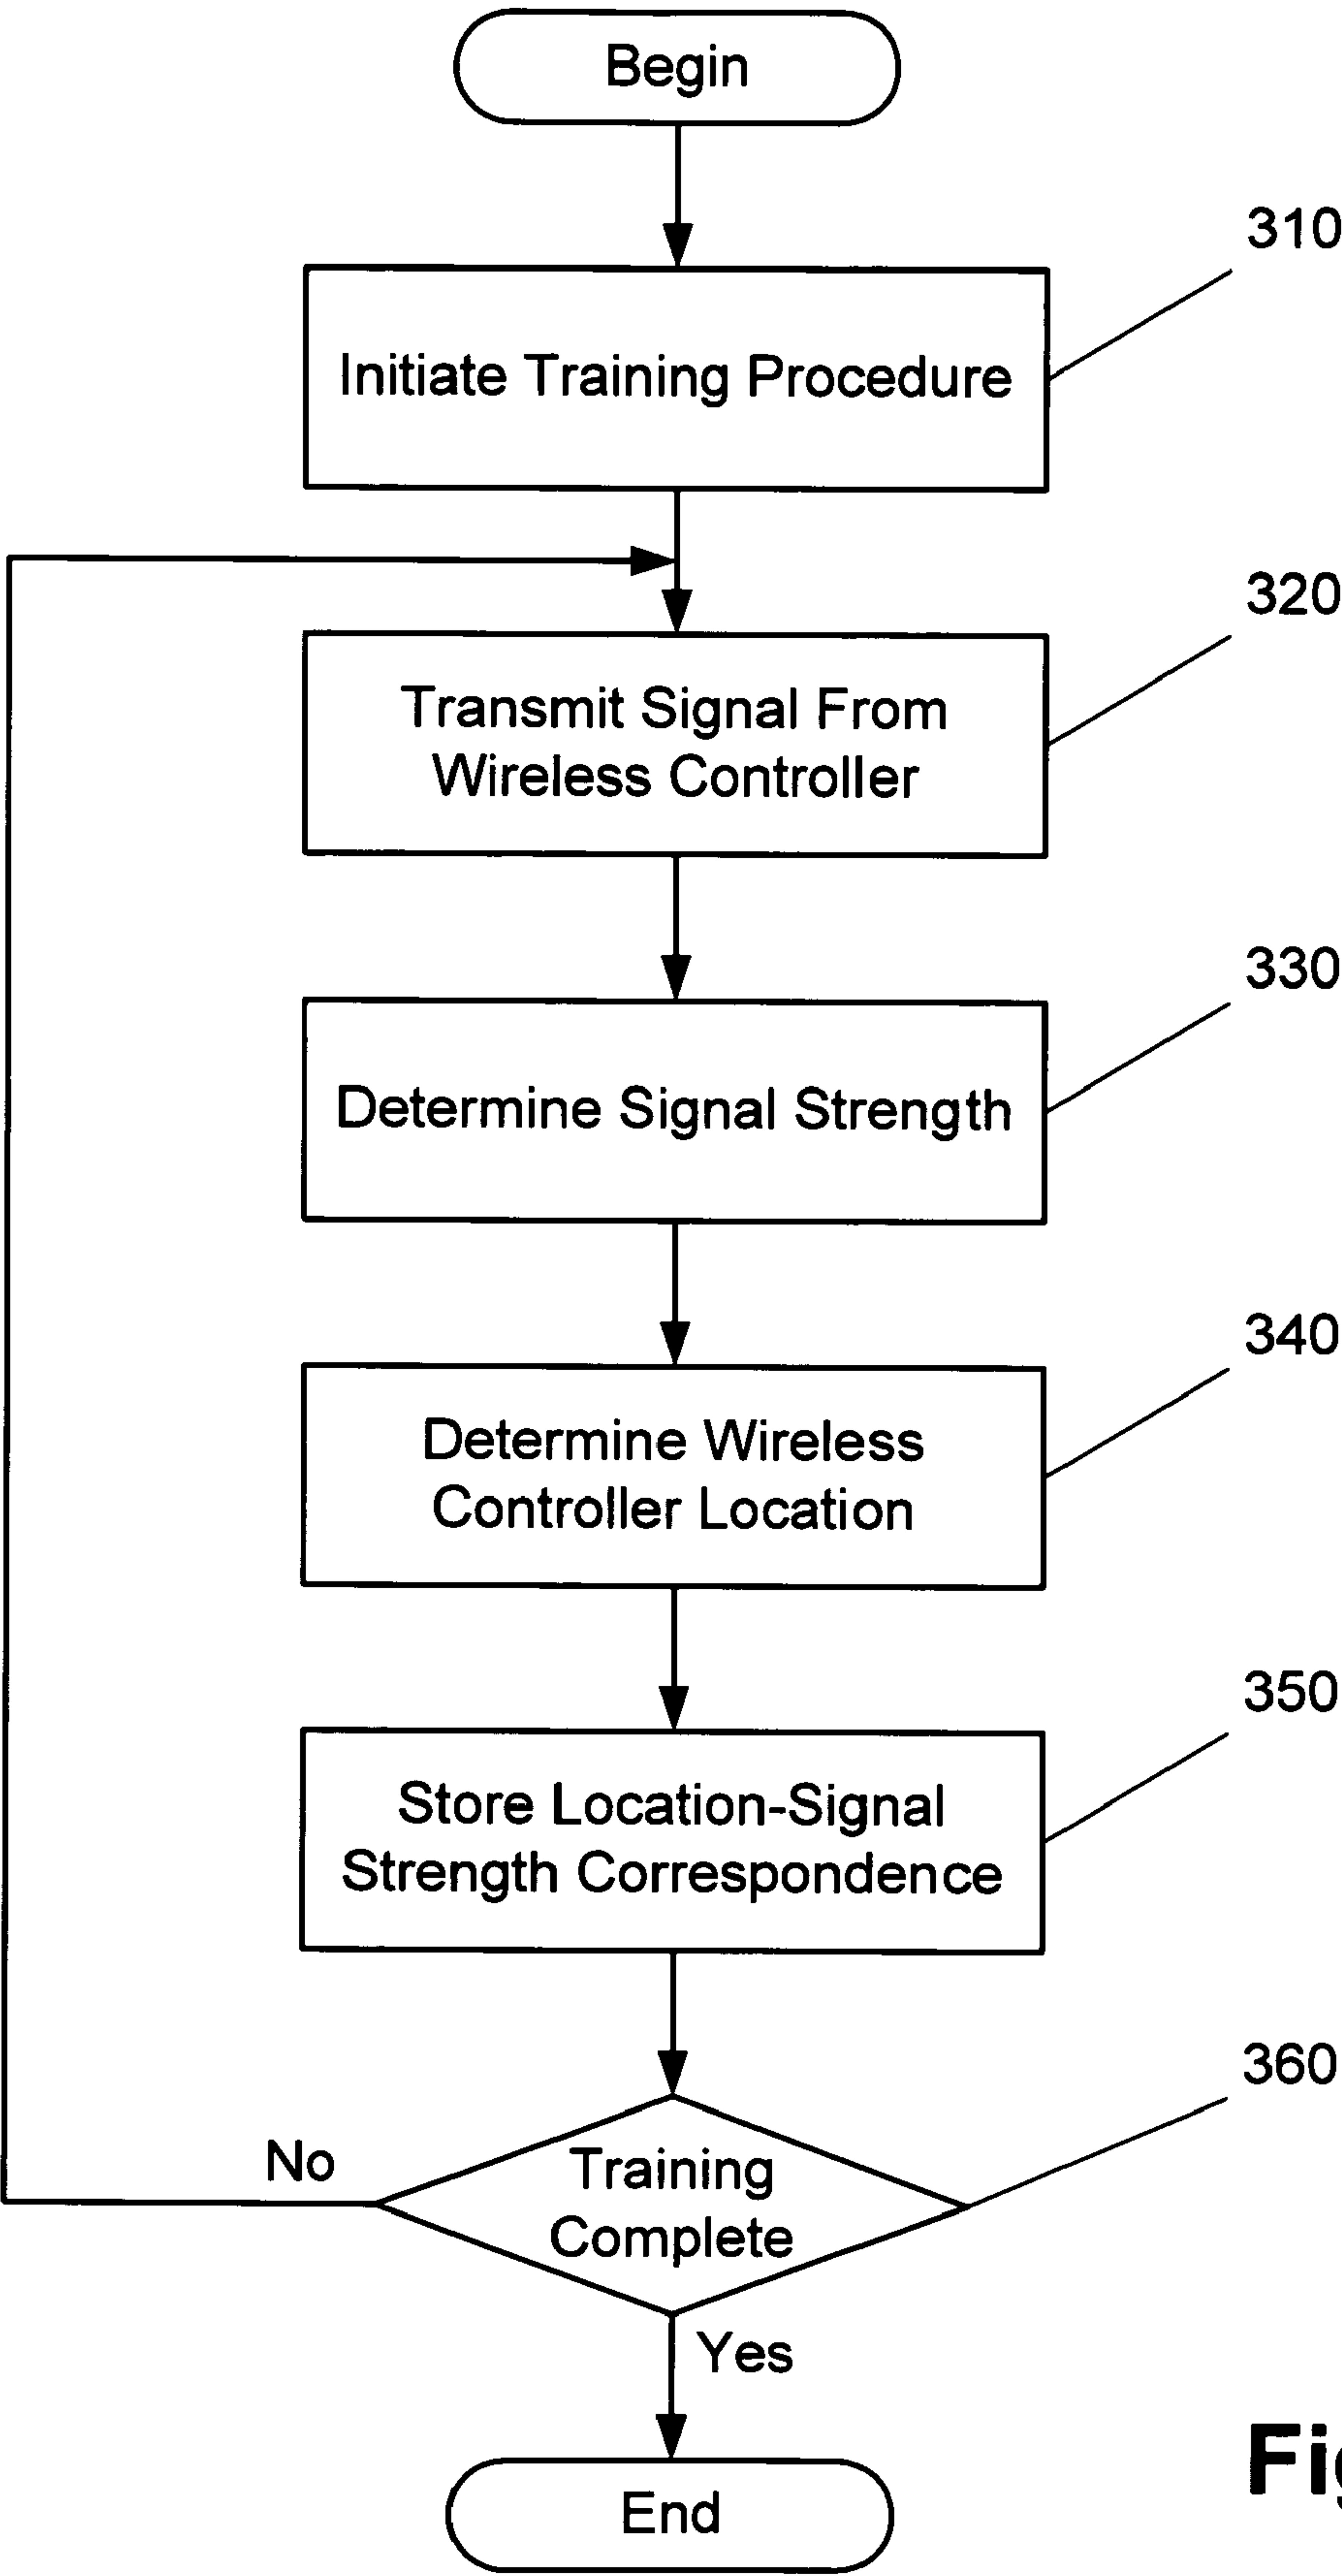 Begin
310
Initiate Training Procedure
320
Transmit Signal From
Wireless Controller
330
Determine Signal Strength
340
Determine Wireless
Controller Location
350
Store Location-Signal
Strength Correspondence
360
No
Training
Complete
Yes
End